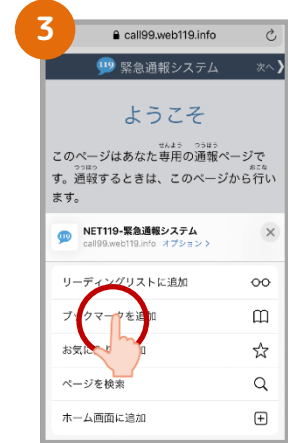 3
call99.web119.info
119 緊急通報システム 次へ
ようこそ
せんよう つうほう
このページはあなた専用の通報ページで
つうほう おこな
す。通報するときは、このページから行い
ます。
119 NET119-緊急通報システム
call99.web119.info オプション
リーディングリストに追加
ブックマークを追加
お気に
ページを検索
ホーム画面に追加